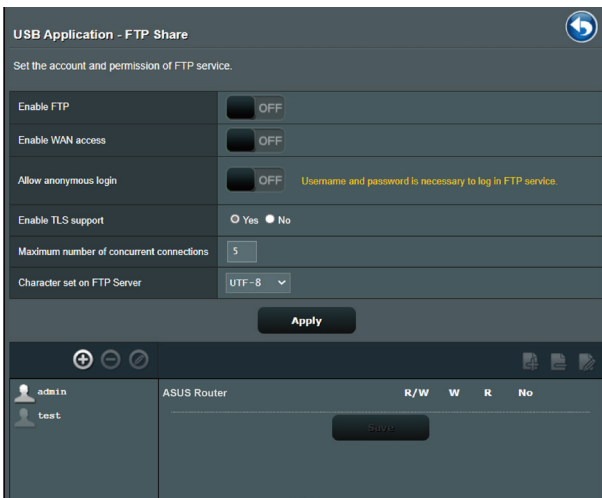 USB Application - FTP Share
Set the account and permission of FTP service.
Enable FTP OFF
Enable WAN access OFF
Allow anonymous login OFF Username and password is necessary to log in FTP service.
Enable TLS support Yes No
Maximum number of concurrent connections 5
Character set on FTP Server UTF-8
Apply
admin ASUS Router R/W W R No
test
Save